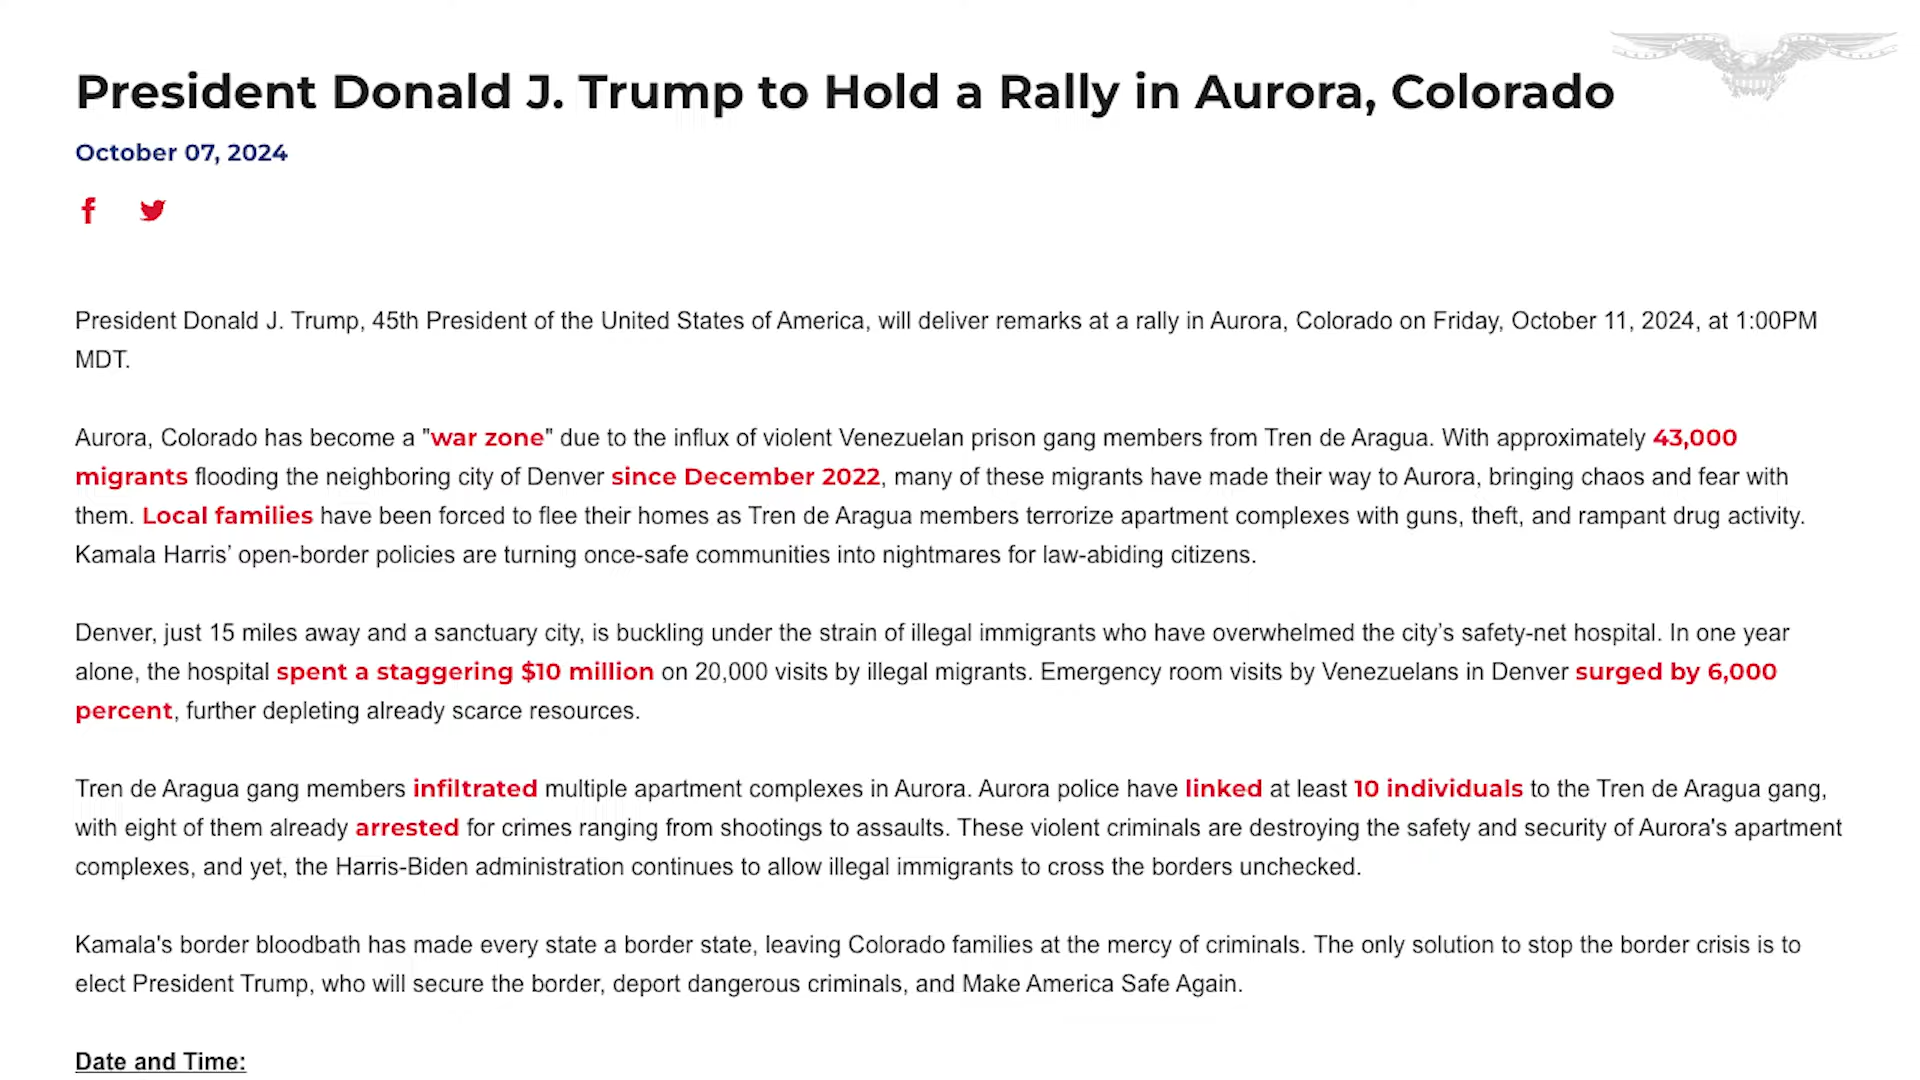 President Donald J. Trump to Hold a Rally in Aurora, Colorado
October 07, 2024
President Donald J. Trump, 45th President of the United States of America, will deliver remarks at a rally in Aurora, Colorado on Friday, October 11, 2024, at 1:00PM
MDT.
Aurora, Colorado has become a "war zone" due to the influx of violent Venezuelan prison gang members from Tren de Aragua. With approximately 43,000
migrants flooding the neighboring city of Denver since December 2022, many of these migrants have made their way to Aurora, bringing chaos and fear with
them. Local families have been forced to flee their homes as Tren de Aragua members terrorize apartment complexes with guns, theft, and rampant drug activity.
Kamala Harris’ open-border policies are turning once-safe communities into nightmares for law-abiding citizens.
Denver, just 15 miles away and a sanctuary city, is buckling under the strain of illegal immigrants who have overwhelmed the city’s safety-net hospital. In one year
alone, the hospital spent a staggering $10 million on 20,000 visits by illegal migrants. Emergency room visits by Venezuelans in Denver surged by 6,000
percent, further depleting already scarce resources.
Tren de Aragua gang members infiltrated multiple apartment complexes in Aurora. Aurora police have linked at least 10 individuals to the Tren de Aragua gang,
with eight of them already arrested for crimes ranging from shootings to assaults. These violent criminals are destroying the safety and security of Aurora's apartment
complexes, and yet, the Harris-Biden administration continues to allow illegal immigrants to cross the borders unchecked.
Kamala's border bloodbath has made every state a border state, leaving Colorado families at the mercy of criminals. The only solution to stop the border crisis is to
elect President Trump, who will secure the border, deport dangerous criminals, and Make America Safe Again.
Date and Time: